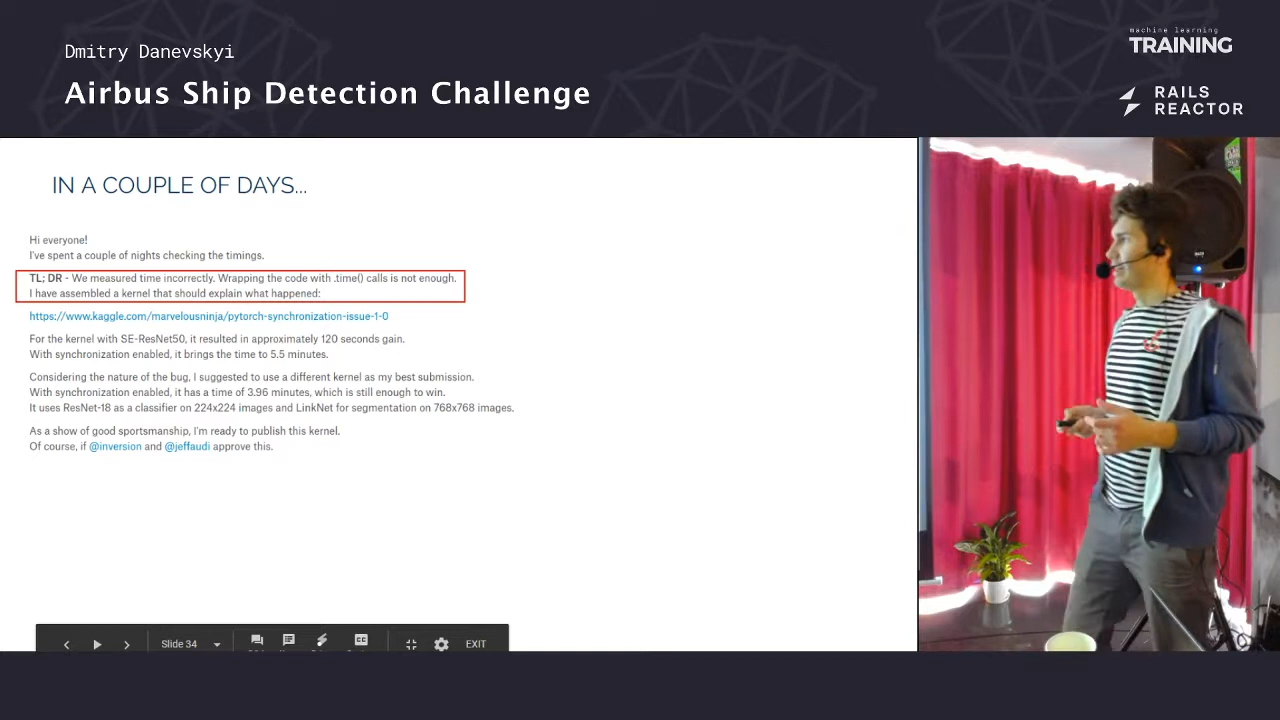 Dmitry Danevskyi
Airbus Ship Detection Challenge
machine learning
TRAINING
RAILS
REACTOR
IN A COUPLE OF DAYS...
Hi everyone!
I've spent a couple of nights checking the timings.
TL; DR - We measured time incorrectly. Wrapping the code with .time() calls is not enough.
I have assembled a kernel that should explain what happened:
https://www.kaggle.com/marvelousninja/pytorch-synchronization-issue-1-0
For the kernel with SE-ResNet50, it resulted in approximately 120 seconds gain.
With synchronization enabled, it brings the time to 5.5 minutes.
Considering the nature of the bug, I suggested to use a different kernel as my best submission.
With synchronization enabled, it has a time of 3.96 minutes, which is still enough to win.
It uses ResNet-18 as a classifier on 224x224 images and LinkNet for segmentation on 768x768 images.
As a show of good sportsmanship, I'm ready to publish this kernel.
Of course, if @inversion and @jeffaudi approve this.
Slide 34
CC
EXIT